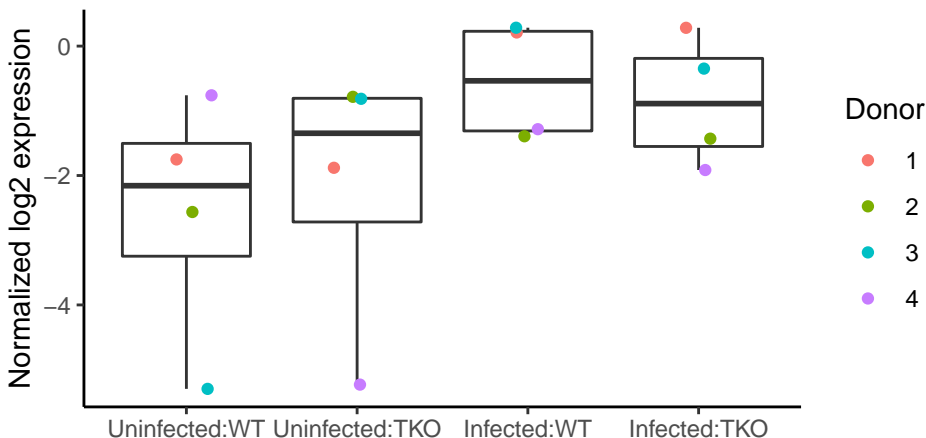 Normalized log2 expression
0
−2
−4
Uninfected:WT
Uninfected:TKO
Infected:WT
Infected:TKO
Donor
1
2
3
4